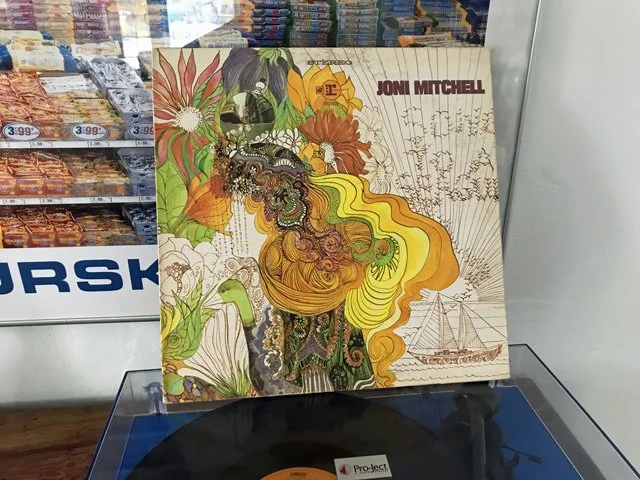 STEREO
JONI MITCHELL
3.99
3.99
3.99
URSK
Pro-Ject